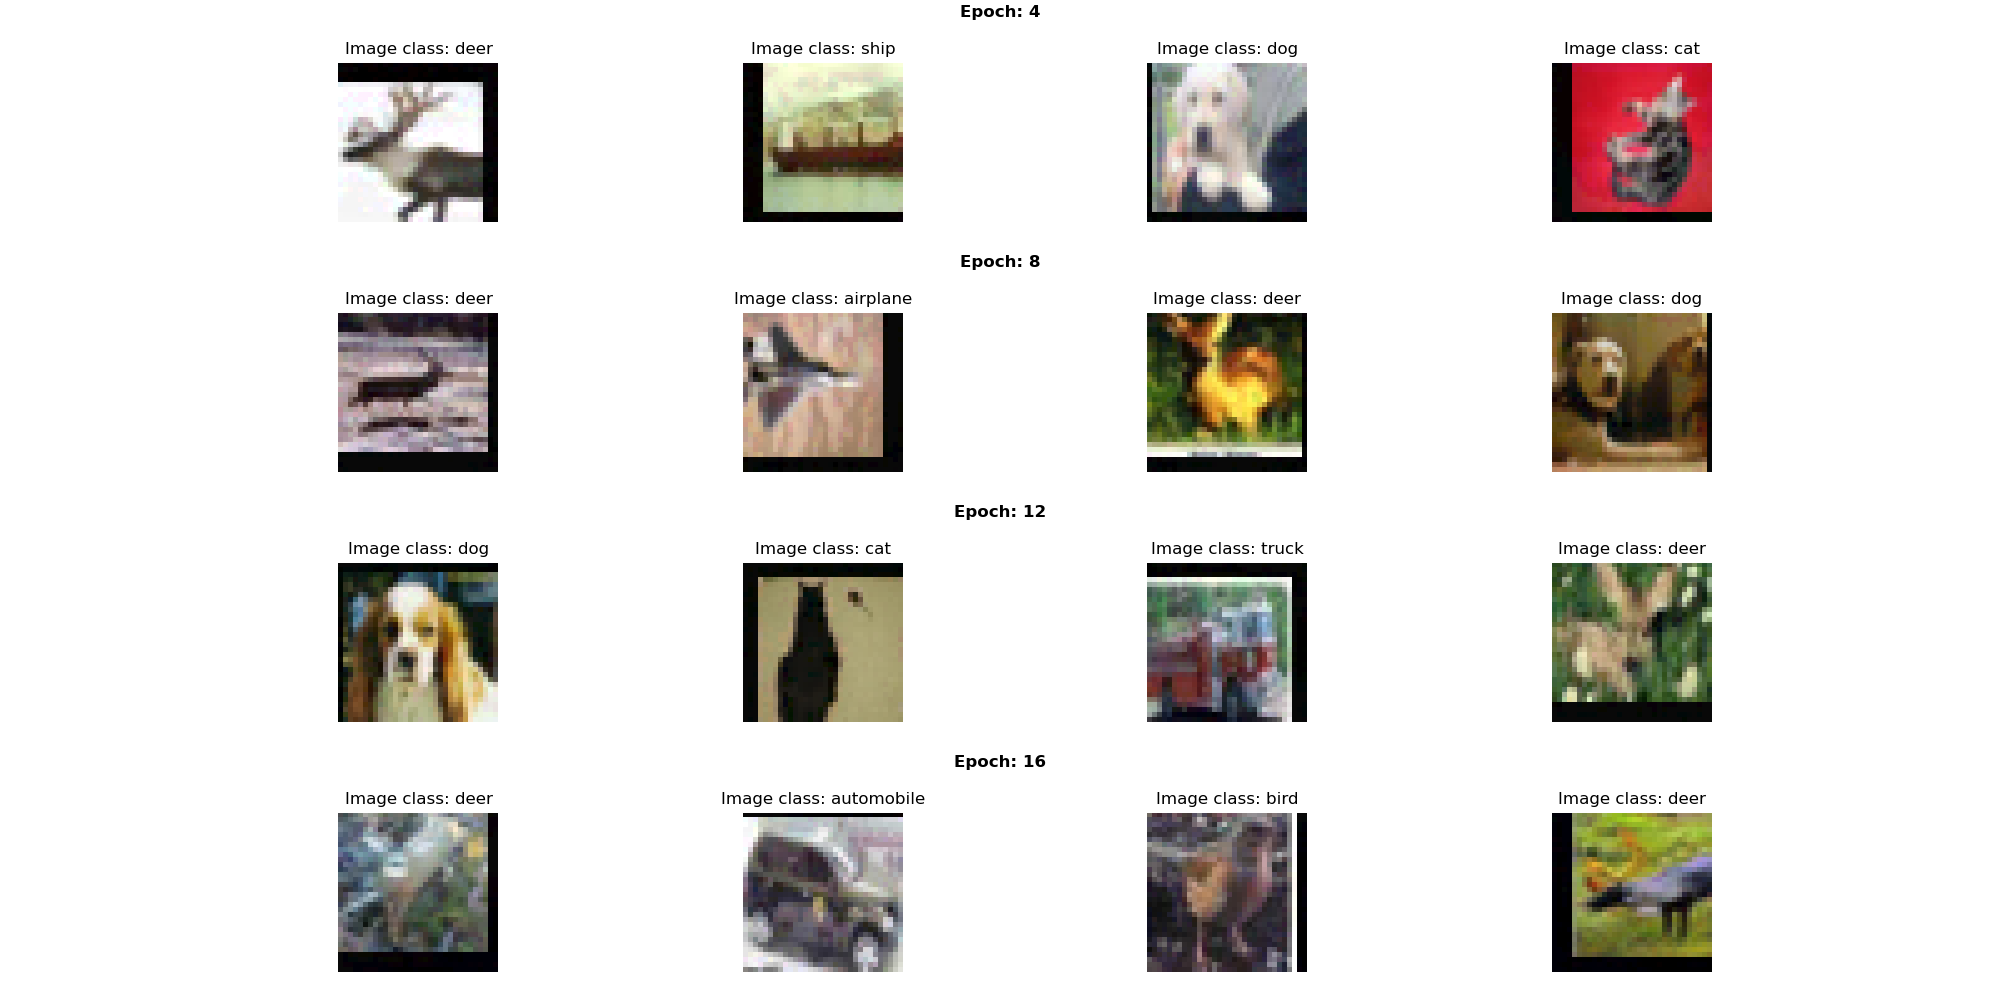 Epoch: 4
Image class: deer
Image class: ship
Image class: dog
Image class: cat
Epoch: 8
Image class: deer
Image class: airplane
Image class: deer
Image class: dog
Epoch: 12
Image class: dog
Image class: cat
Image class: truck
Image class: deer
Epoch: 16
Image class: deer
Image class: automobile
Image class: bird
Image class: deer